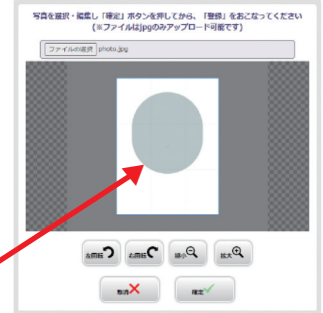 写真を選択・編集し「確定」ボタンを押してから、「登録」をおこなってください
(※ファイルはjpgのみアップロード可能です)
ファイルの選択 photo.jpg
左回転 右回転 縮小 拡大
取消 確定